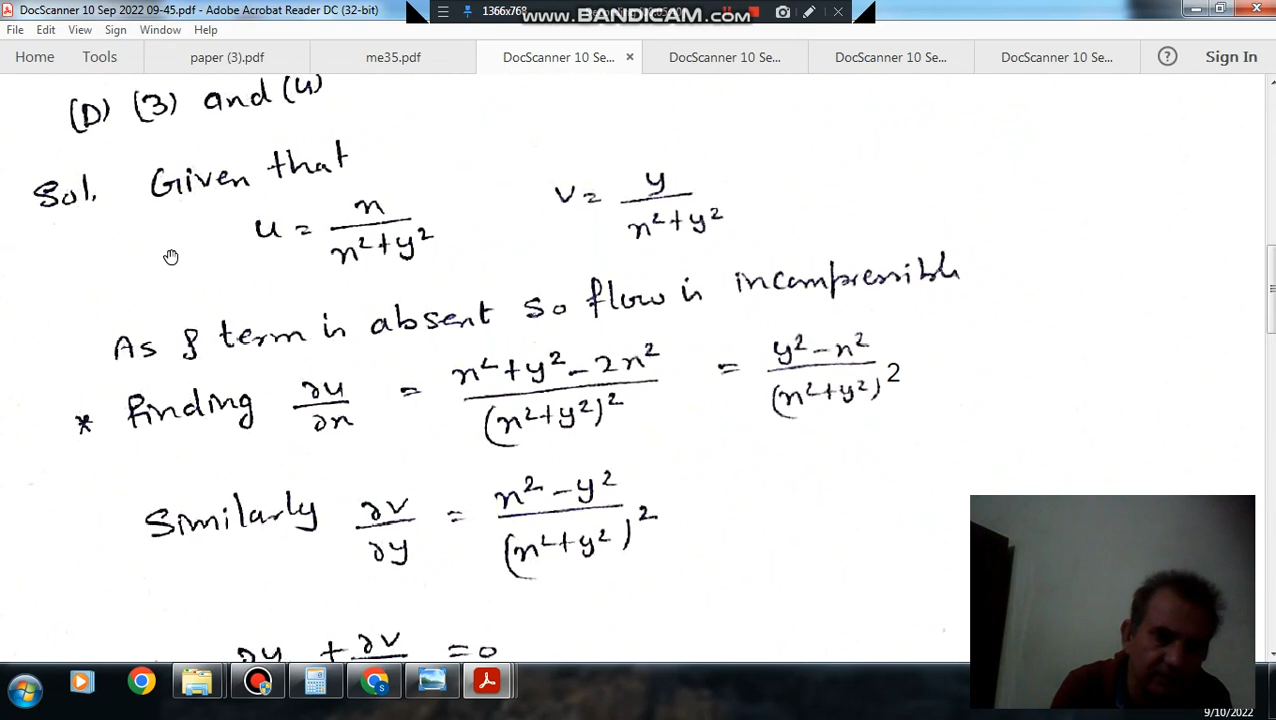 DocScanner 10 Sep 2022 09-45.pdf - Adobe Acrobat Reader DC (32-bit)
1366x768
www.BANDICAM.com
File Edit View Sign Window Help
Home Tools paper (3).pdf me35.pdf DocScanner 10 Se... × DocScanner 10 Se... DocScanner 10 Se... DocScanner 10 Se... Sign In
(D) (3) and (4)
Sol. Given that
u = x / (x²+y²) v = y / (x²+y²)
As ρ term is absent so flow is incompressible
* Finding ∂u/∂x = (x²+y²-2x²) / (x²+y²)² = (y²-x²) / (x²+y²)²
Similarly ∂v/∂y = (x²-y²) / (x²+y²)²
∂u + ∂v = 0
9/10/2022